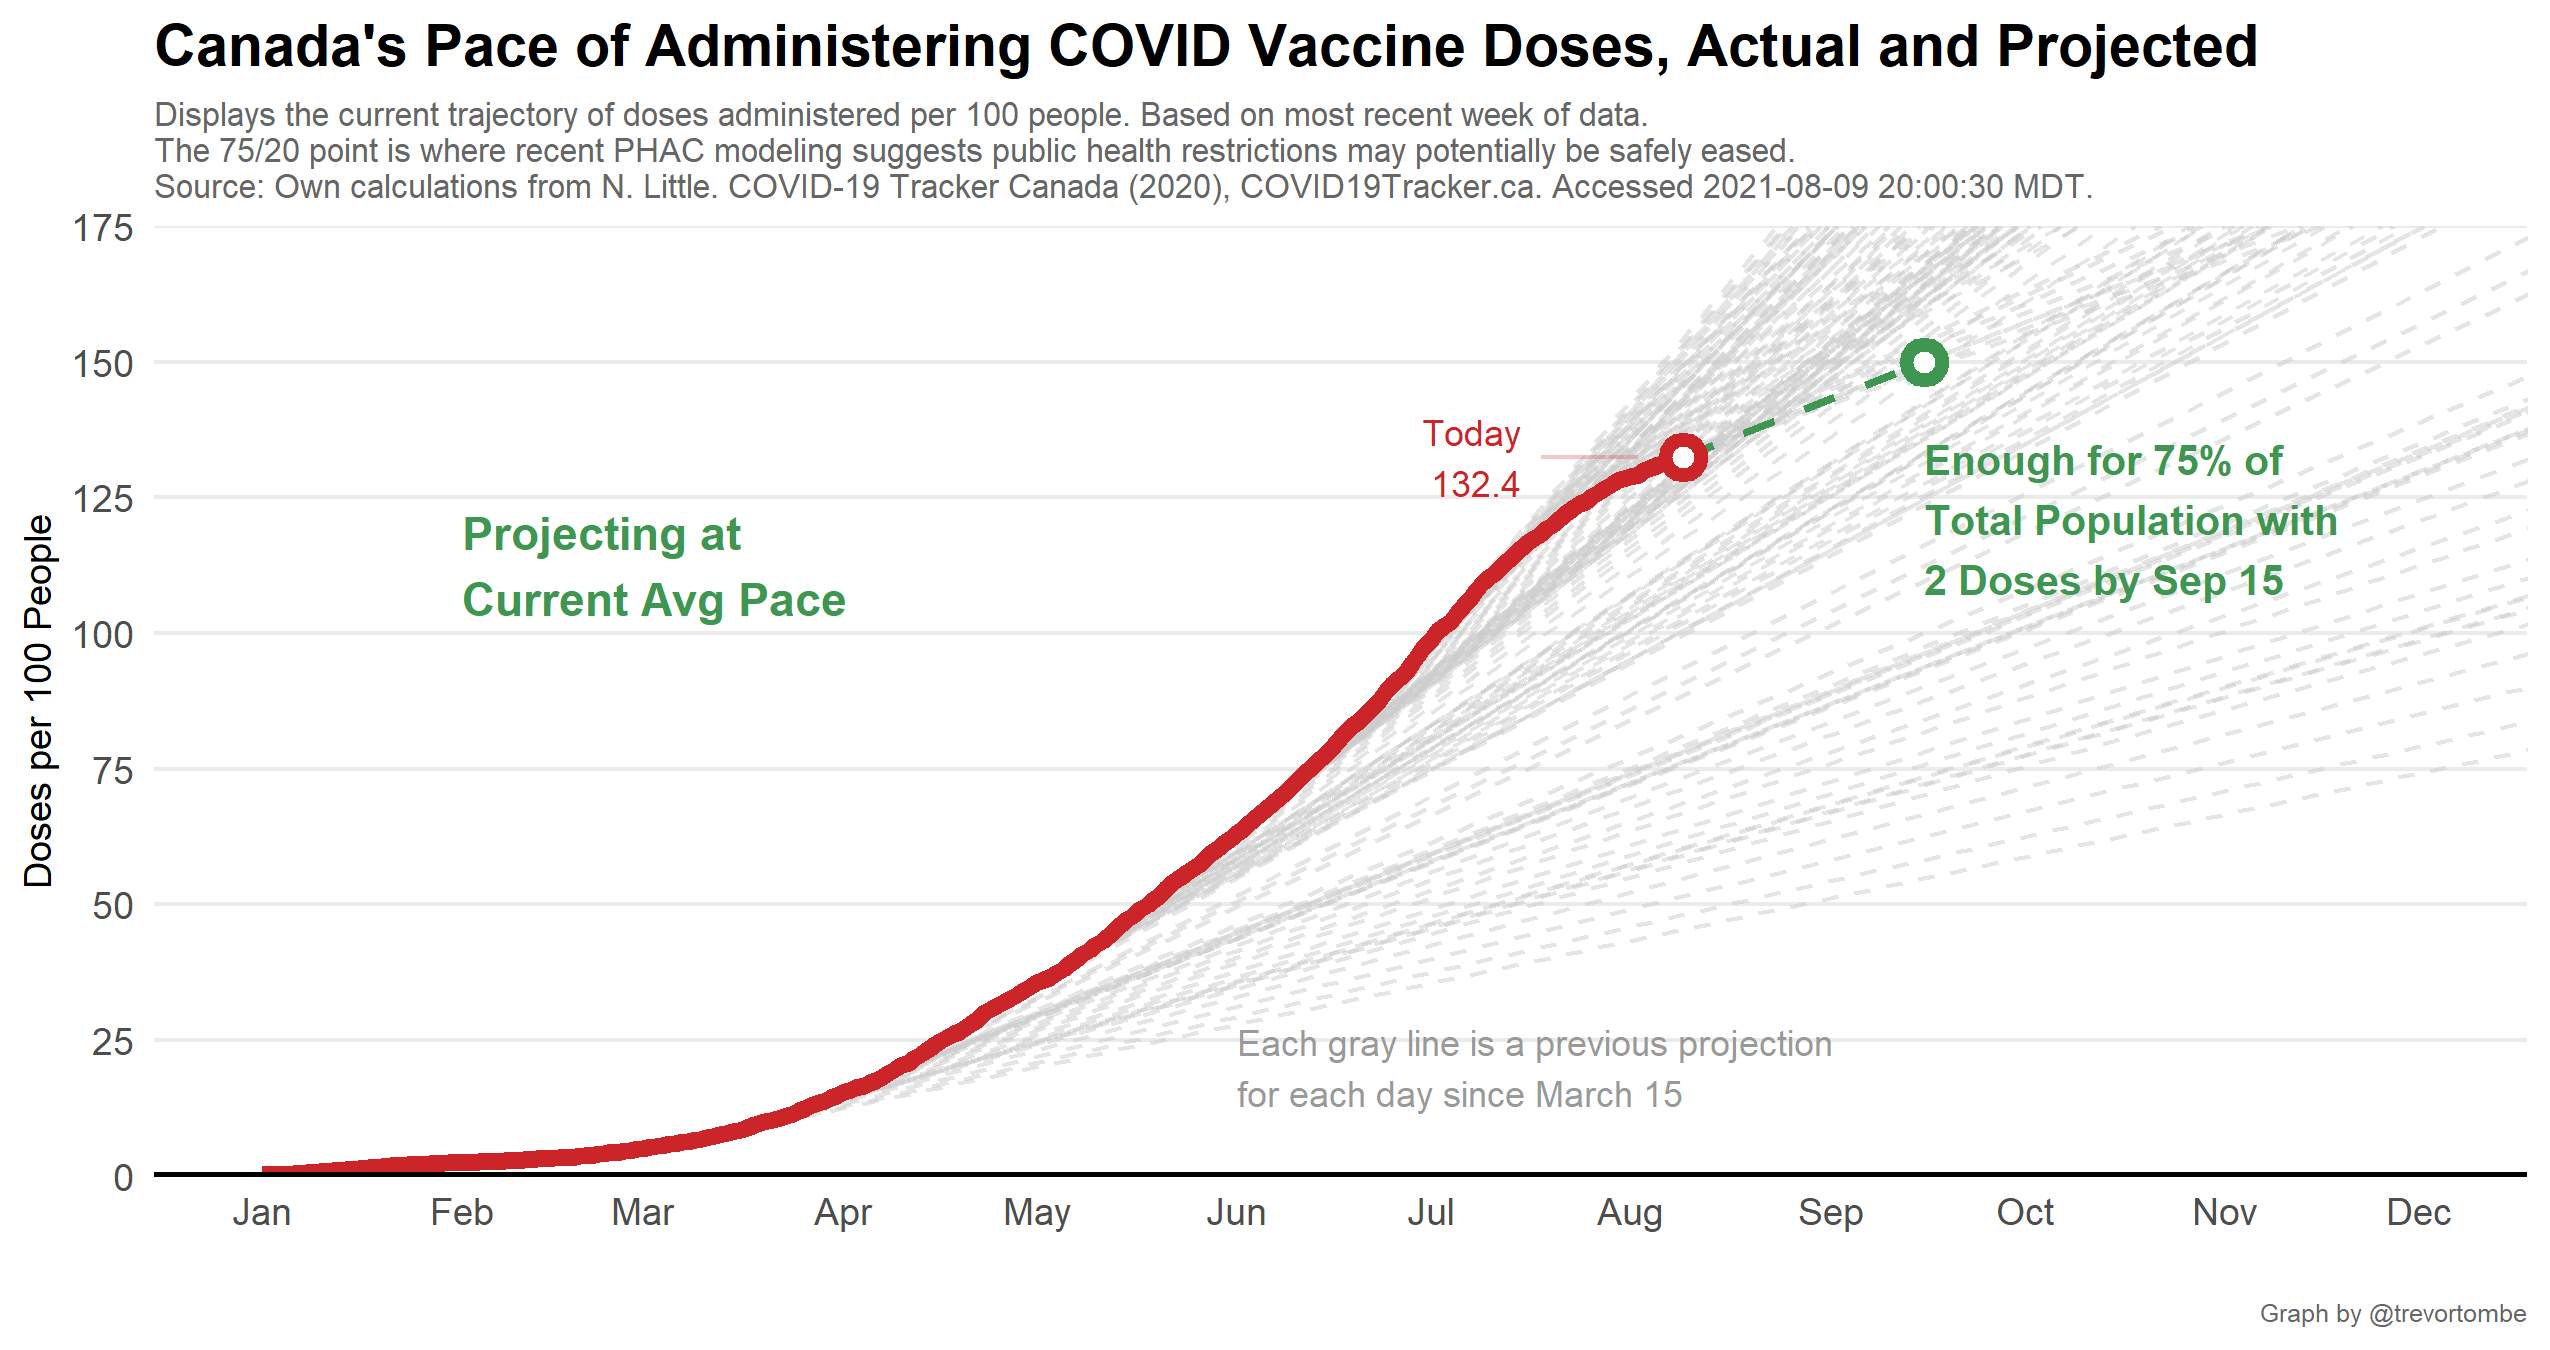 Canada's Pace of Administering COVID Vaccine Doses, Actual and Projected
Displays the current trajectory of doses administered per 100 people. Based on most recent week of data.
The 75/20 point is where recent PHAC modeling suggests public health restrictions may potentially be safely eased.
Source: Own calculations from N. Little. COVID-19 Tracker Canada (2020), COVID19Tracker.ca. Accessed 2021-08-09 20:00:30 MDT.
175
150
125
100
75
50
25
0
Doses per 100 People
Projecting at
Current Avg Pace
Today
132.4
Enough for 75% of
Total Population with
2 Doses by Sep 15
Each gray line is a previous projection
for each day since March 15
Jan Feb Mar Apr May Jun Jul Aug Sep Oct Nov Dec
Graph by @trevortombe